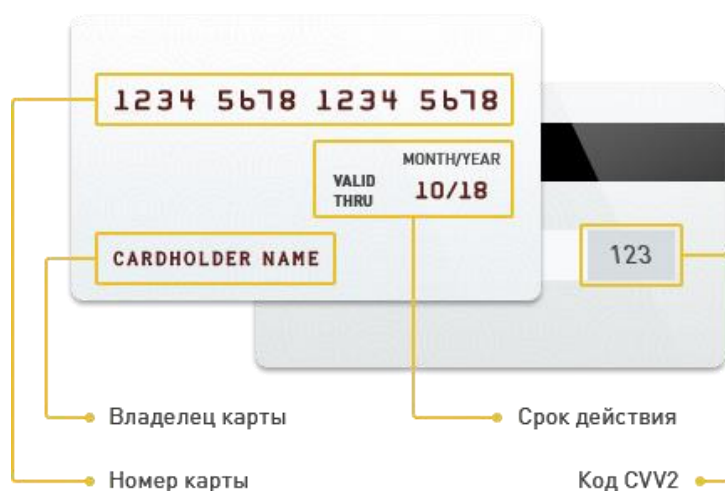 1234 5678 1234 5678
MONTH/YEAR
VALID THRU 10/18
CARDHOLDER NAME
123
Владелец карты
Срок действия
Номер карты
Код CVV2